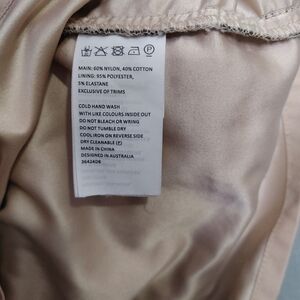 MAIN: 60% NYLON, 40% COTTON
LINING: 95% POLYESTER,
5% ELASTANE
EXCLUSIVE OF TRIMS
COLD HAND WASH
WITH LIKE COLOURS INSIDE OUT
DO NOT BLEACH OR WRING
DO NOT TUMBLE DRY
COOL IRON ON REVERSE SIDE
DRY CLEANABLE (P)
MADE IN CHINA
DESIGNED IN AUSTRALIA